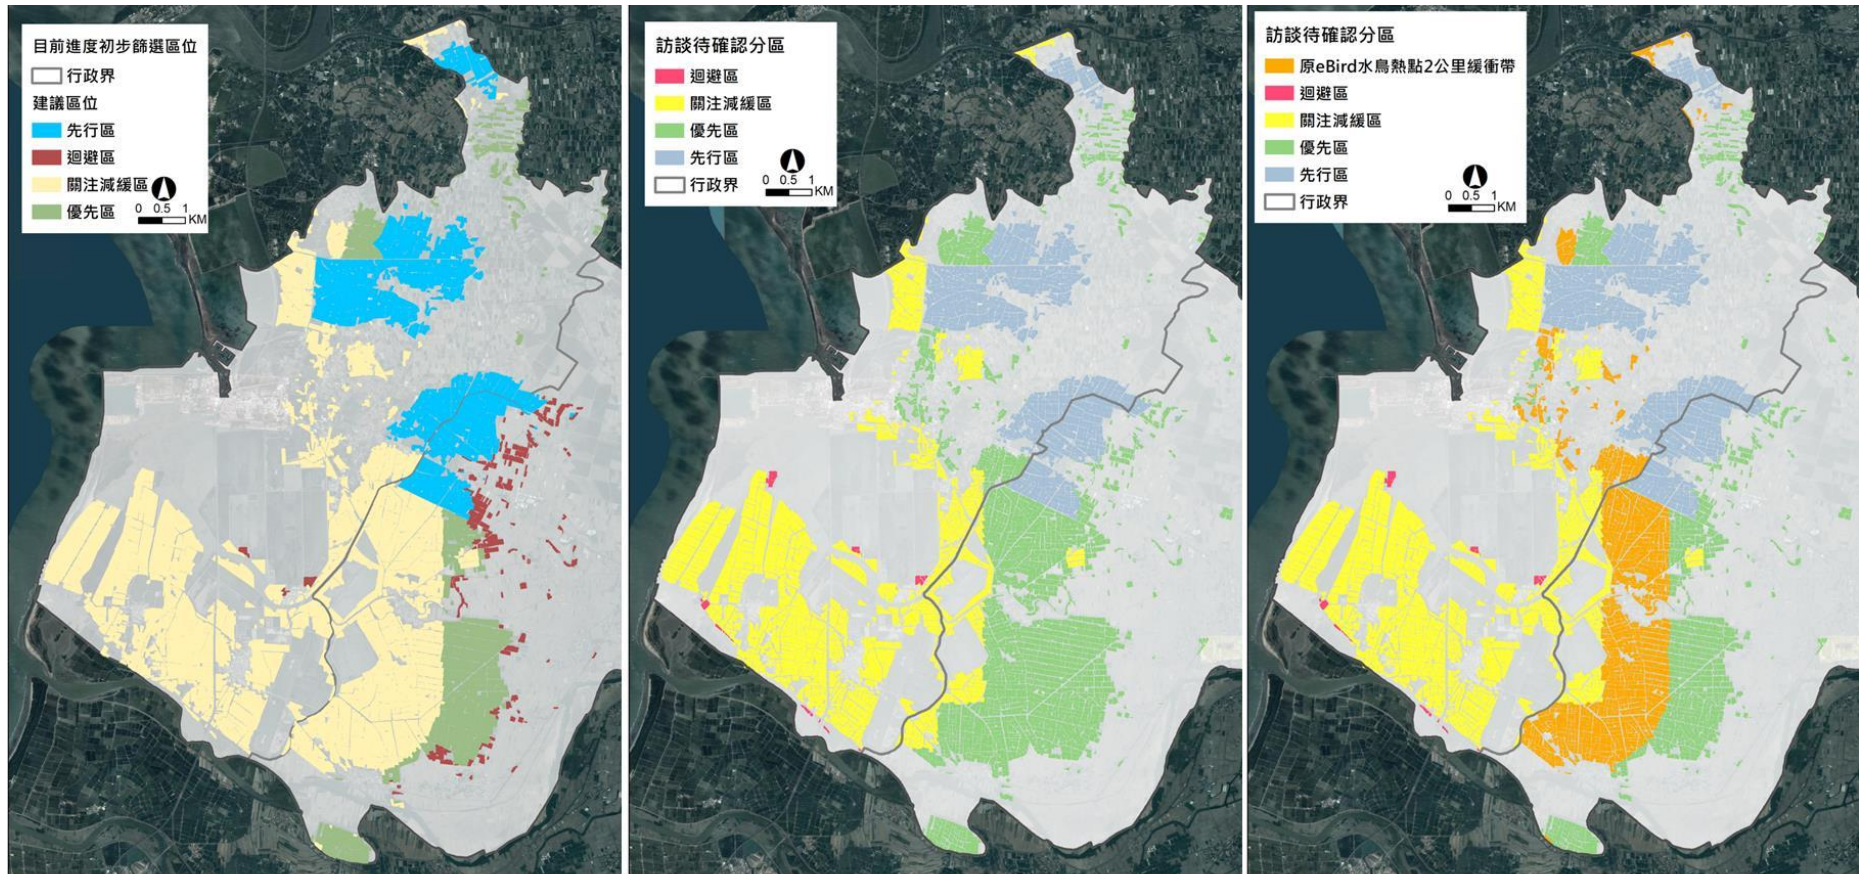 目前進度初步篩選區位
行政界
建議區位
先行區
迴避區
關注減緩區
優先區
0 0.5 1
KM
訪談待確認分區
迴避區
關注減緩區
優先區
先行區
行政界
0 0.5 1
KM
訪談待確認分區
原eBird水鳥熱點2公里緩衝帶
迴避區
關注減緩區
優先區
先行區
行政界
0 0.5 1
KM